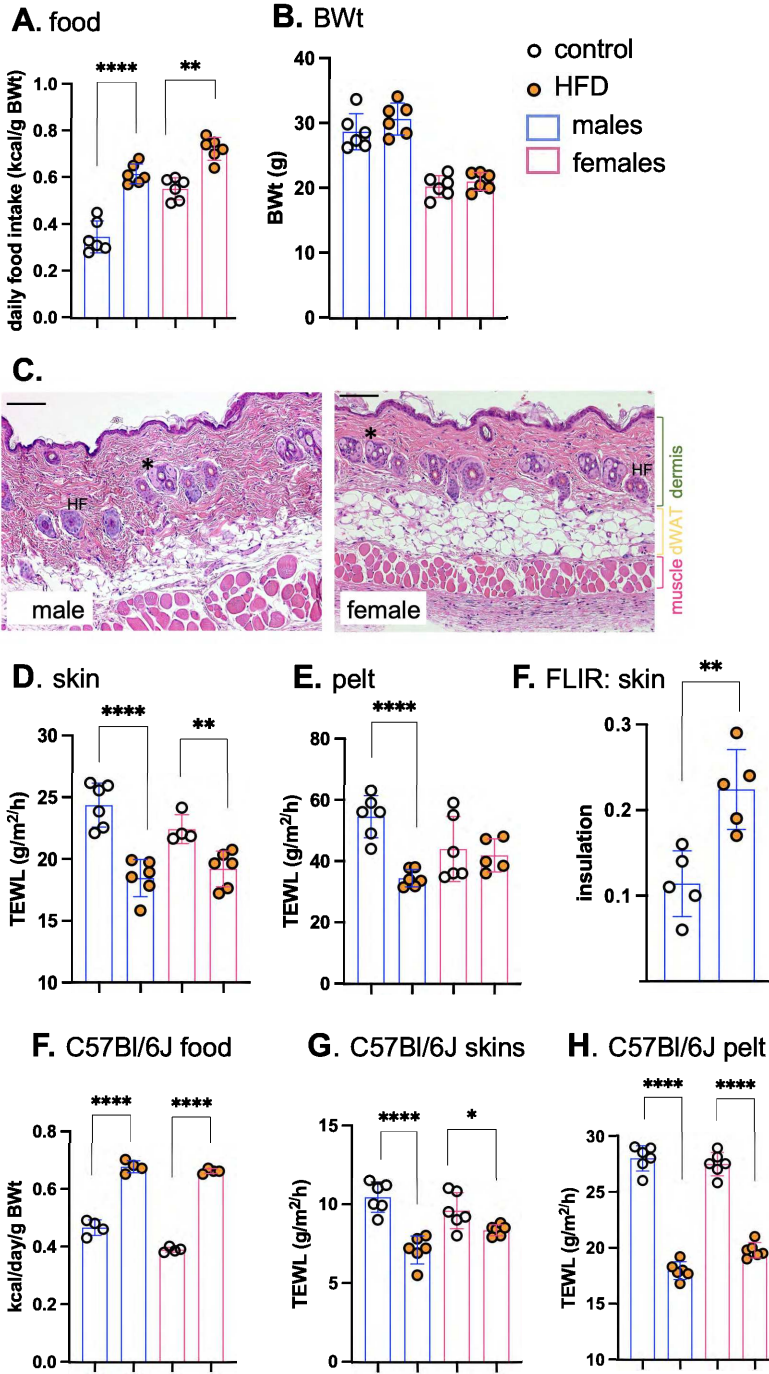 A. food
B. BWt
control
HFD
males
females
**** **
daily food intake (kcal/g BWt)
1.0
0.8
0.6
0.4
0.2
0.0
BWt (g)
40
30
20
10
0
C.
* HF male
* HF female
dermis
dWAT
muscle
D. skin
E. pelt
F. FLIR: skin
**** **
TEWL (g/m²/h)
30
25
20
15
10
****
TEWL (g/m²/h)
80
60
40
20
0
**
insulation
0.3
0.2
0.1
F. C57Bl/6J food
G. C57Bl/6J skins
H. C57Bl/6J pelt
**** ****
kcal/day/g BWt
0.8
0.6
0.4
0.2
0.0
**** *
TEWL (g/m²/h)
15
10
5
0
**** ****
TEWL (g/m²/h)
30
25
20
15
10